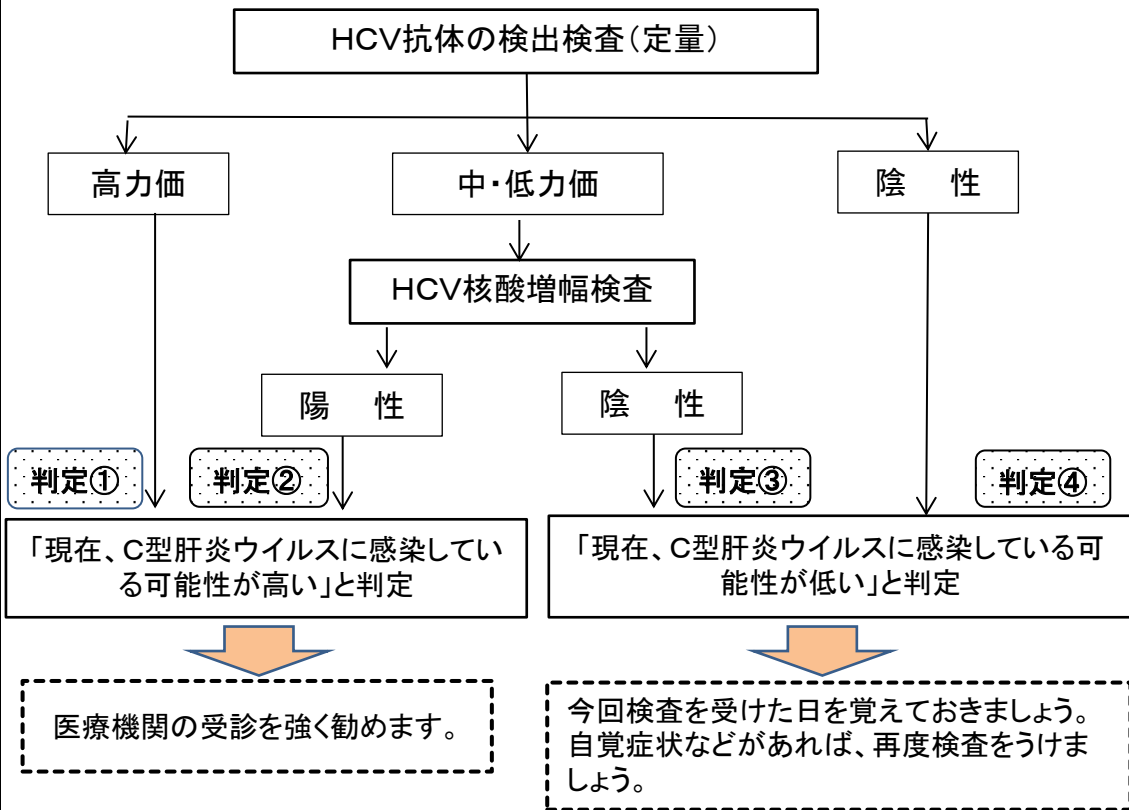 HCV抗体の検出検査(定量)
高力価
中・低力価
陰　性
HCV核酸増幅検査
陽　性
陰　性
判定①
判定②
判定③
判定④
「現在、C型肝炎ウイルスに感染してい
る可能性が高い」と判定
「現在、C型肝炎ウイルスに感染している可
能性が低い」と判定
医療機関の受診を強く勧めます。
今回検査を受けた日を覚えておきましょう。
自覚症状などがあれば、再度検査をうけま
しょう。